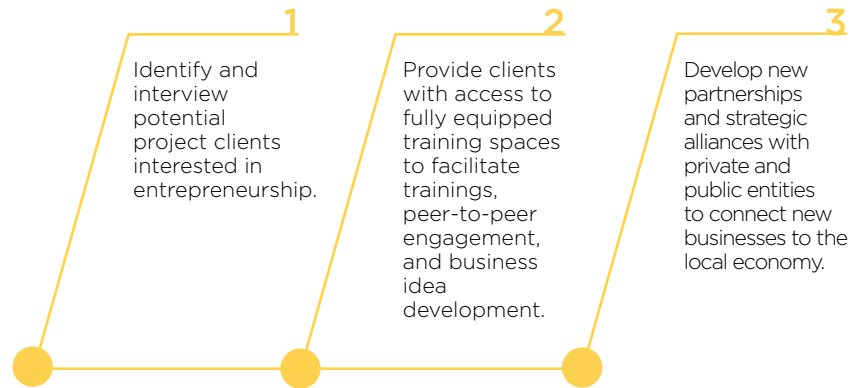 1
Identify and
interview
potential
project clients
interested in
entrepreneurship.
2
Provide clients
with access to
fully equipped
training spaces
to facilitate
trainings,
peer-to-peer
engagement,
and business
idea
development.
3
Develop new
partnerships
and strategic
alliances with
private and
public entities
to connect new
businesses to the
local economy.